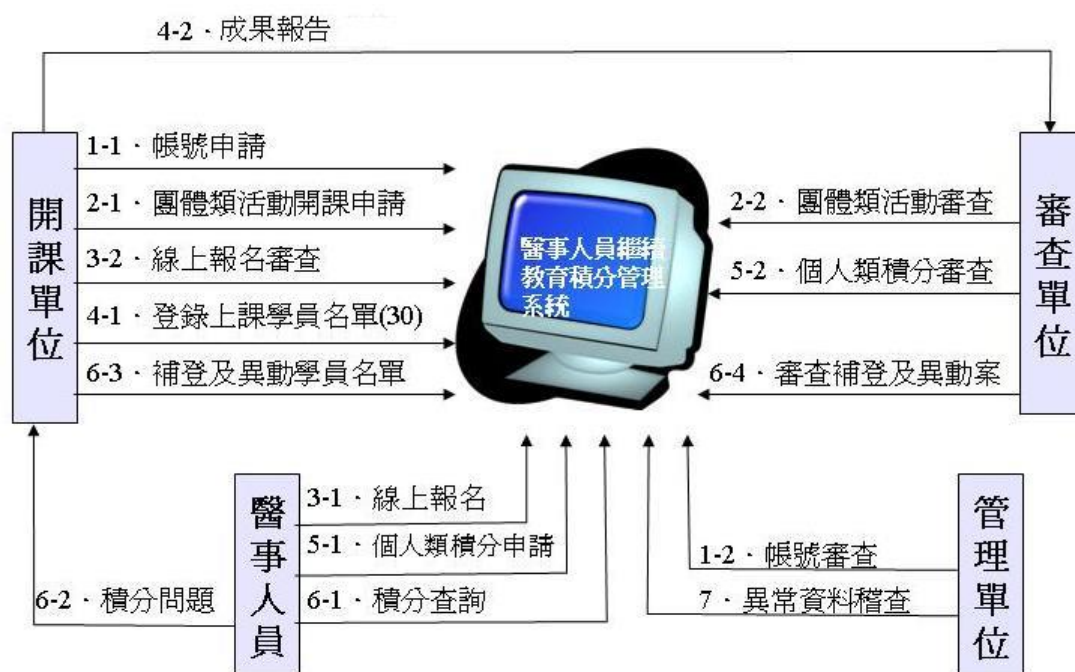 4-2、成果報告
開課單位
1-1、帳號申請
2-1、團體類活動開課申請
3-2、線上報名審查
4-1、登錄上課學員名單(30)
6-3、補登及異動學員名單
醫事人員繼續
教育積分管理
系統
審查單位
2-2、團體類活動審查
5-2、個人類積分審查
6-4、審查補登及異動案
6-2、積分問題
醫事人員
3-1、線上報名
5-1、個人類積分申請
6-1、積分查詢
1-2、帳號審查
7、異常資料稽查
管理單位